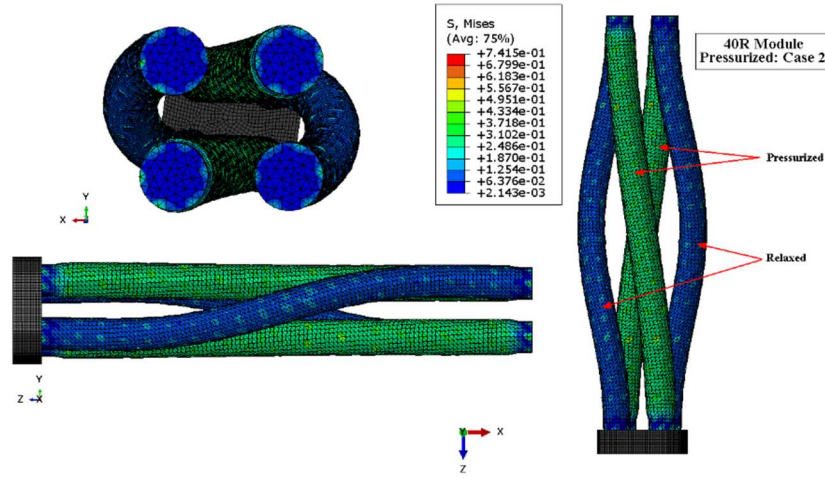 S, Mises
(Avg: 75%)
+7.415e-01
+6.799e-01
+6.183e-01
+5.567e-01
+4.951e-01
+4.334e-01
+3.718e-01
+3.102e-01
+2.486e-01
+1.870e-01
+1.254e-01
+6.376e-02
+2.143e-03
40R Module
Pressurized: Case 2
Pressurized
Relaxed
Y
X
Y
Z X
Y X
Z